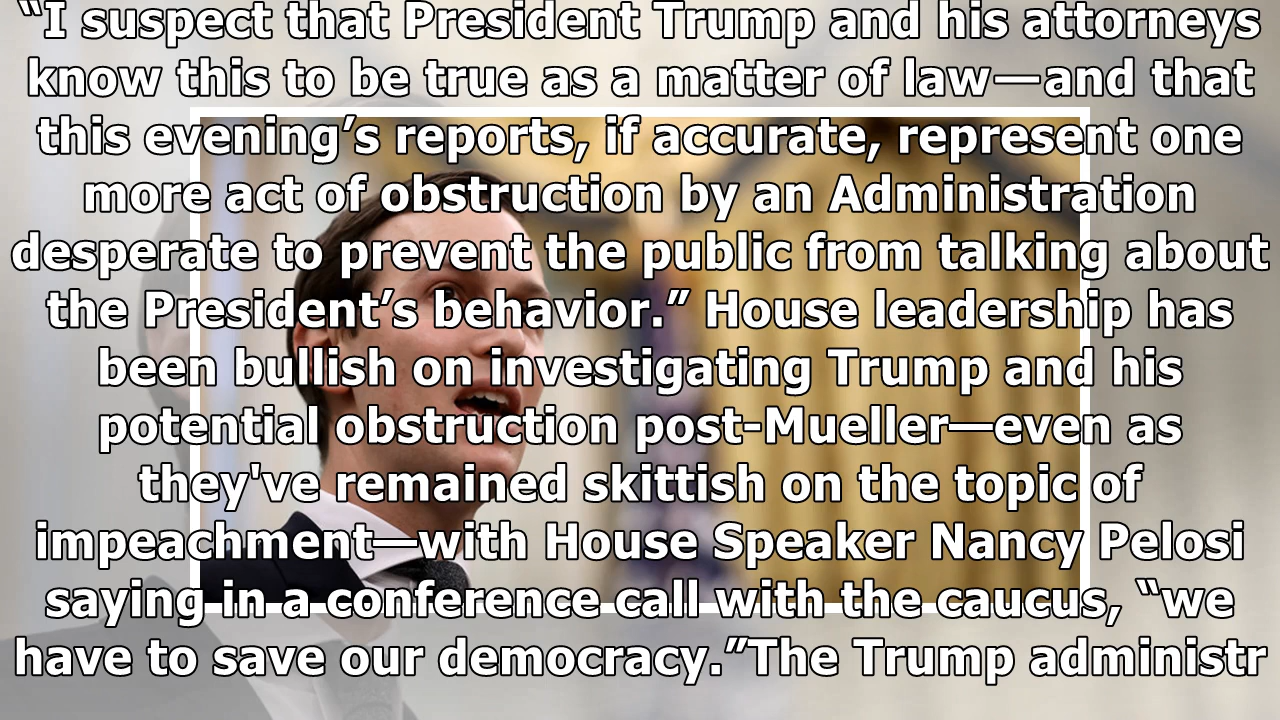 “I suspect that President Trump and his attorneys
know this to be true as a matter of law—and that
this evening’s reports, if accurate, represent one
more act of obstruction by an Administration
desperate to prevent the public from talking about
the President’s behavior.” House leadership has
been bullish on investigating Trump and his
potential obstruction post-Mueller—even as
they've remained skittish on the topic of
impeachment—with House Speaker Nancy Pelosi
saying in a conference call with the caucus, “we
have to save our democracy.”The Trump administr